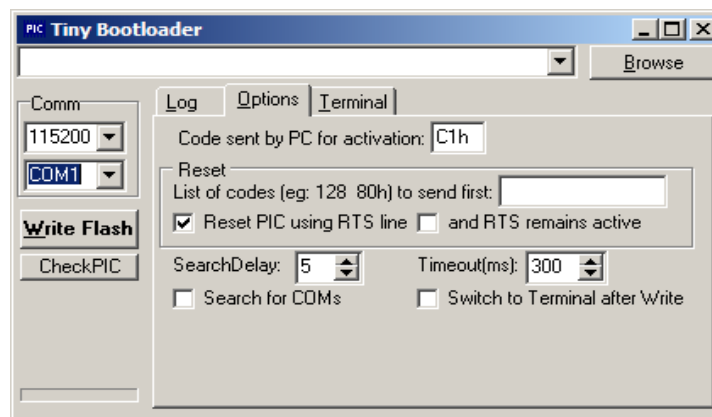 PIC Tiny Bootloader
Browse
Comm
115200
COM1
Write Flash
CheckPIC
Log Options Terminal
Code sent by PC for activation: C1h
Reset
List of codes (eg: 128 80h) to send first:
Reset PIC using RTS line and RTS remains active
SearchDelay: 5 Timeout(ms): 300
Search for COMs Switch to Terminal after Write